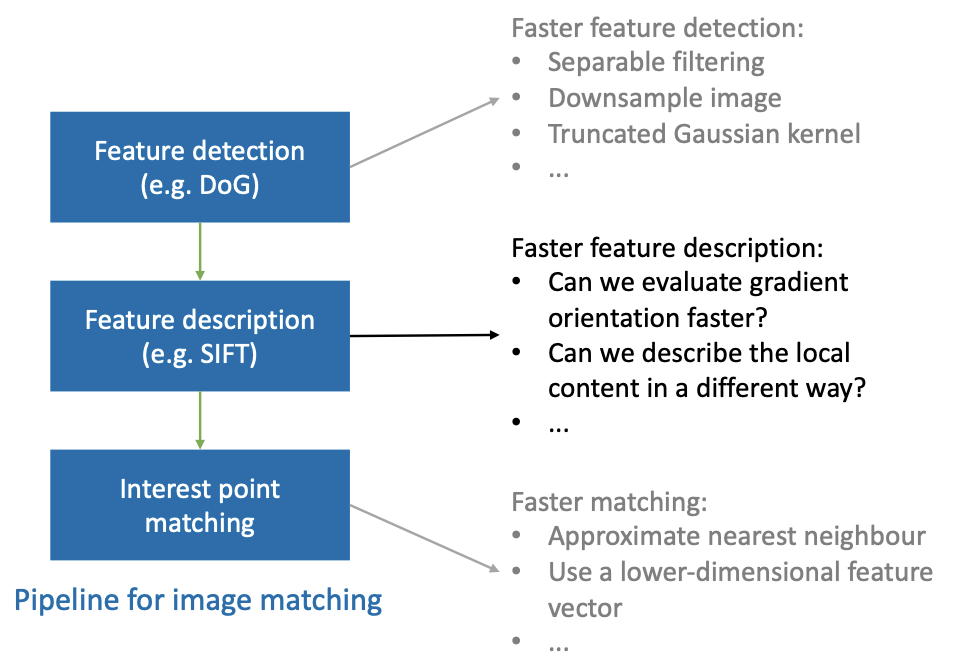 Faster feature detection:
• Separable filtering
• Downsample image
• Truncated Gaussian kernel
• ...
Feature detection
(e.g. DoG)
Faster feature description:
• Can we evaluate gradient
orientation faster?
• Can we describe the local
content in a different way?
• ...
Feature description
(e.g. SIFT)
Interest point
matching
Faster matching:
• Approximate nearest neighbour
• Use a lower-dimensional feature
vector
• ...
Pipeline for image matching